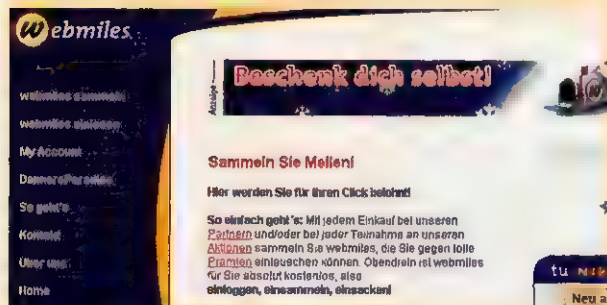 webmiles
Anzeige
Beschenk dich selbst!
webmiles sammeln
webmiles einlösen
My Account
Danners Paradise
So geht's
Kontakt
Über uns
Home
Sammeln Sie Meilen!
Hier werden Sie für Ihren Click belohnt!
So einfach geht's: Mit jedem Einkauf bei unseren
Partnern und/oder bei jeder Teilnahme an unseren
Aktionen sammeln Sie webmiles, die Sie gegen tolle
Prämien eintauschen können. Obendrein ist webmiles
für Sie absolut kostenlos, also
einloggen, einsammeln, einsacken!
tu
Neu a